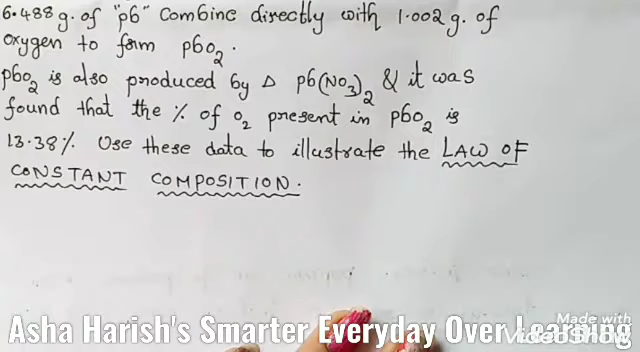 6.488 g. of "pb" combine directly with 1.002 g. of
oxygen to form pbo₂.
pbo₂ is also produced by Δ pb(NO₃)₂ & it was
found that the % of o₂ present in pbo₂ is
13.38%. Use these data to illustrate the LAW OF
CONSTANT COMPOSITION.
Made with
VideoShow
Asha Harish's Smarter Everyday Over Learning